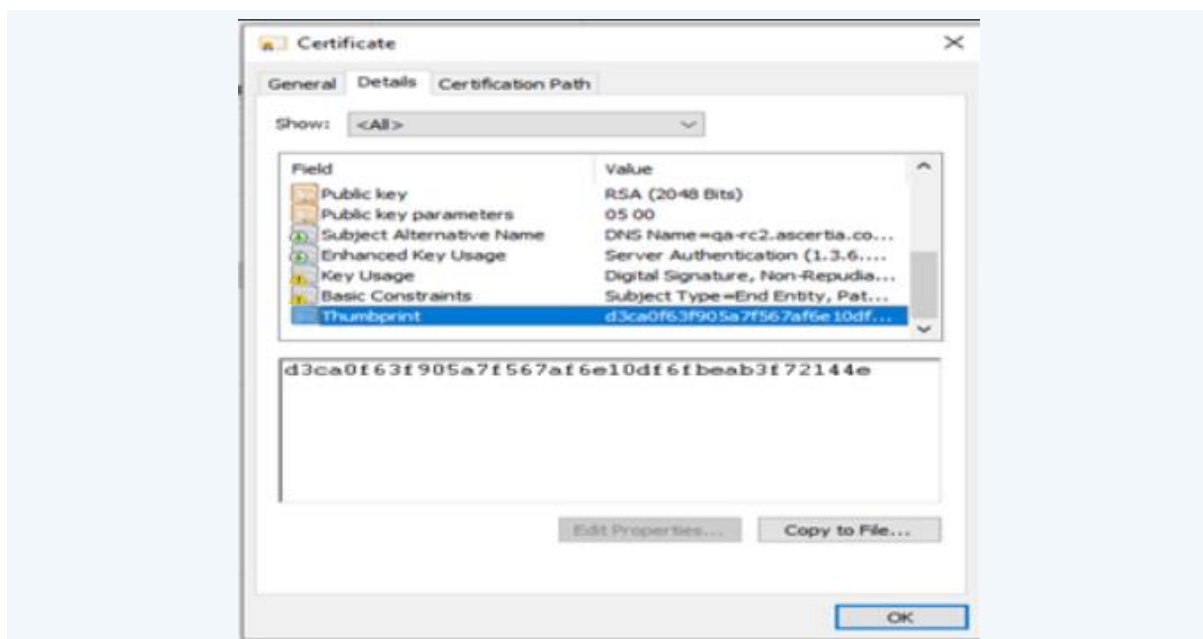 Certificate
General Details Certification Path
Show: <All>
Field Value
Public key RSA (2048 Bits)
Public key parameters 05 00
Subject Alternative Name DNS Name=qa-rc2.ascertia.co...
Enhanced Key Usage Server Authentication (1.3.6....
Key Usage Digital Signature, Non-Repudia...
Basic Constraints Subject Type=End Entity, Pat...
Thumbprint d3ca0f63f905a7f567af6e10df...
d3ca0f63f905a7f567af6e10df6fbeab3f72144e
Edit Properties... Copy to File...
OK